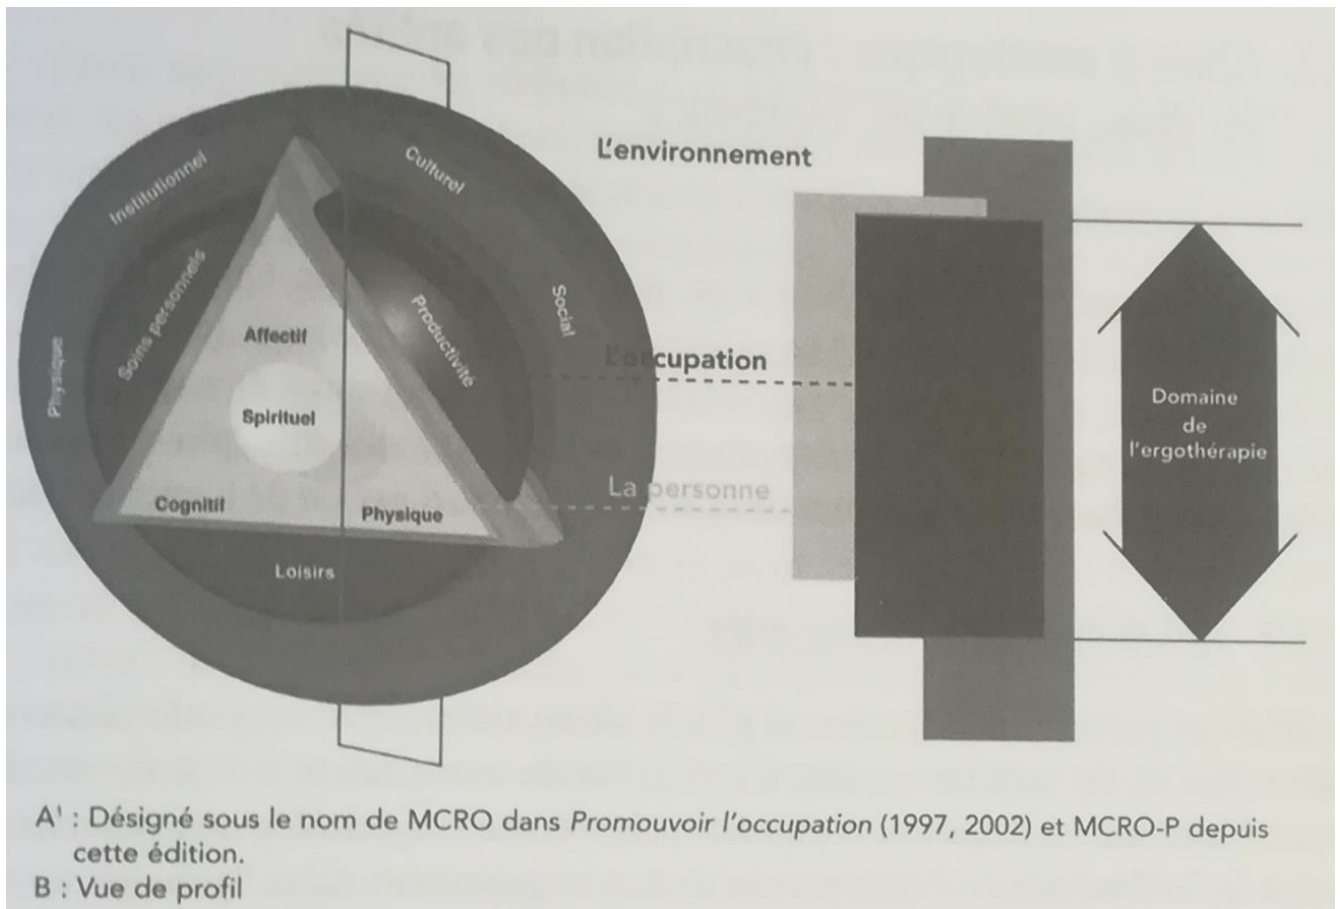 L'environnement
Institutionnel
Culturel
Soins personnels
Social
Productivité
Physique
Affectif
L'occupation
Spirituel
La personne
Cognitif
Physique
Loisirs
Domaine
de
l'ergothérapie
A¹ : Désigné sous le nom de MCRO dans Promouvoir l'occupation (1997, 2002) et MCRO-P depuis
cette édition.
B : Vue de profil